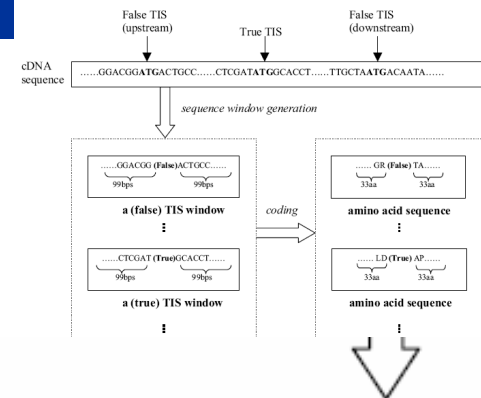 False TIS
(upstream)
True TIS
False TIS
(downstream)
cDNA
sequence
......GGACGGATGACTGCC......CTCGATATGGCACCT......TTGCTAATGACAATA......
sequence window generation
......GGACGG (False)ACTGCC......
99bps 99bps
a (false) TIS window
coding
...... GR (False) TA......
33aa 33aa
amino acid sequence
......CTCGAT (True)GCACCT......
99bps 99bps
a (true) TIS window
...... LD (True) AP......
33aa 33aa
amino acid sequence